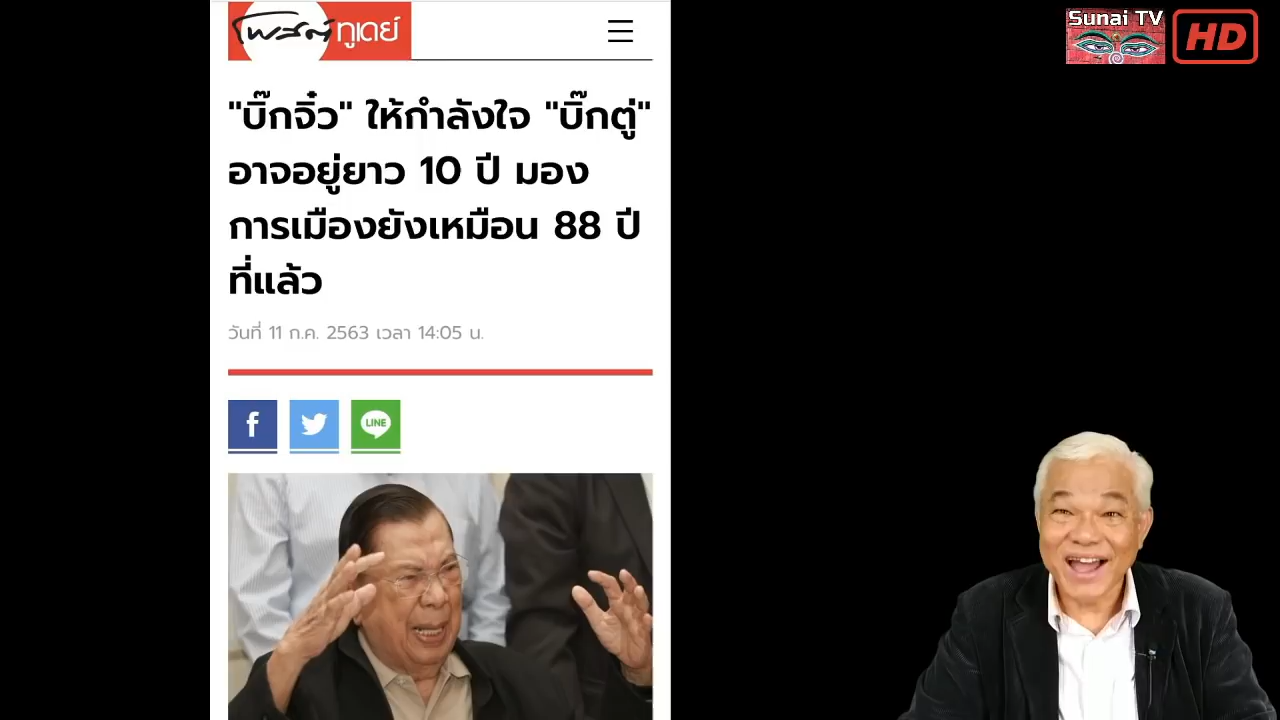 โพสต์ทูเดย์
Sunai TV
HD
"บิ๊กจิ๋ว" ให้กำลังใจ "บิ๊กตู่"
อาจอยู่ยาว 10 ปี มอง
การเมืองยังเหมือน 88 ปี
ที่แล้ว
วันที่ 11 ก.ค. 2563 เวลา 14:05 น.
f
LINE